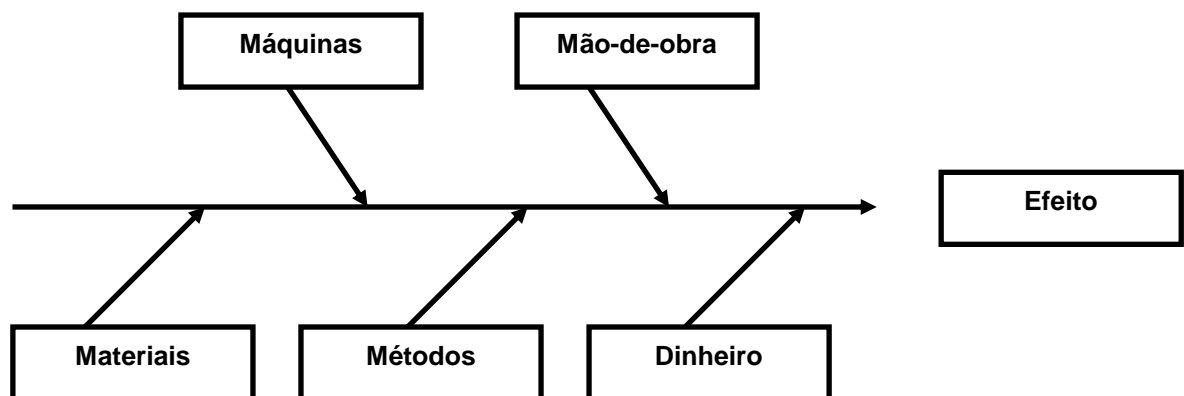 Máquinas
Mão-de-obra
Efeito
Materiais
Métodos
Dinheiro